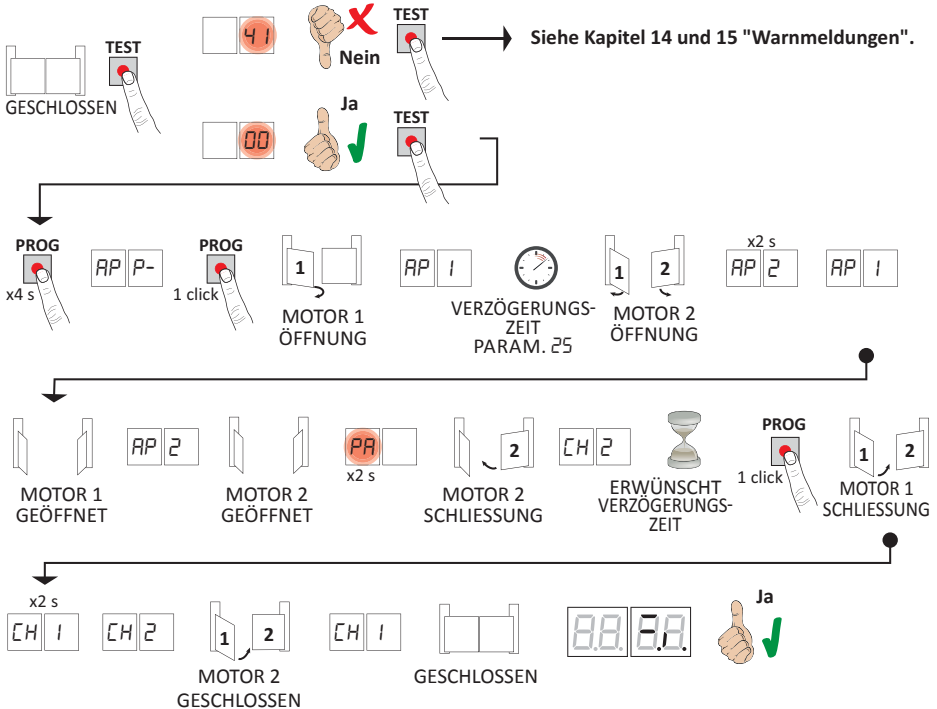 TEST
GESCHLOSSEN
41
Nein
TEST
Siehe Kapitel 14 und 15 "Warnmeldungen".
00
Ja
TEST
PROG
x4 s
AP P-
PROG
1 click
1
MOTOR 1
ÖFFNUNG
AP 1
VERZÖGERUNGS-
ZEIT
PARAM. 25
1 2
MOTOR 2
ÖFFNUNG
x2 s
AP 2
AP 1
MOTOR 1
GEÖFFNET
AP 2
MOTOR 2
GEÖFFNET
PA
x2 s
2
MOTOR 2
SCHLIESSUNG
CH 2
ERWÜNSCHT
VERZÖGERUNGS-
ZEIT
PROG
1 click
1 2
MOTOR 1
SCHLIESSUNG
x2 s
CH 1
CH 2
1 2
MOTOR 2
GESCHLOSSEN
CH 1
GESCHLOSSEN
Ja